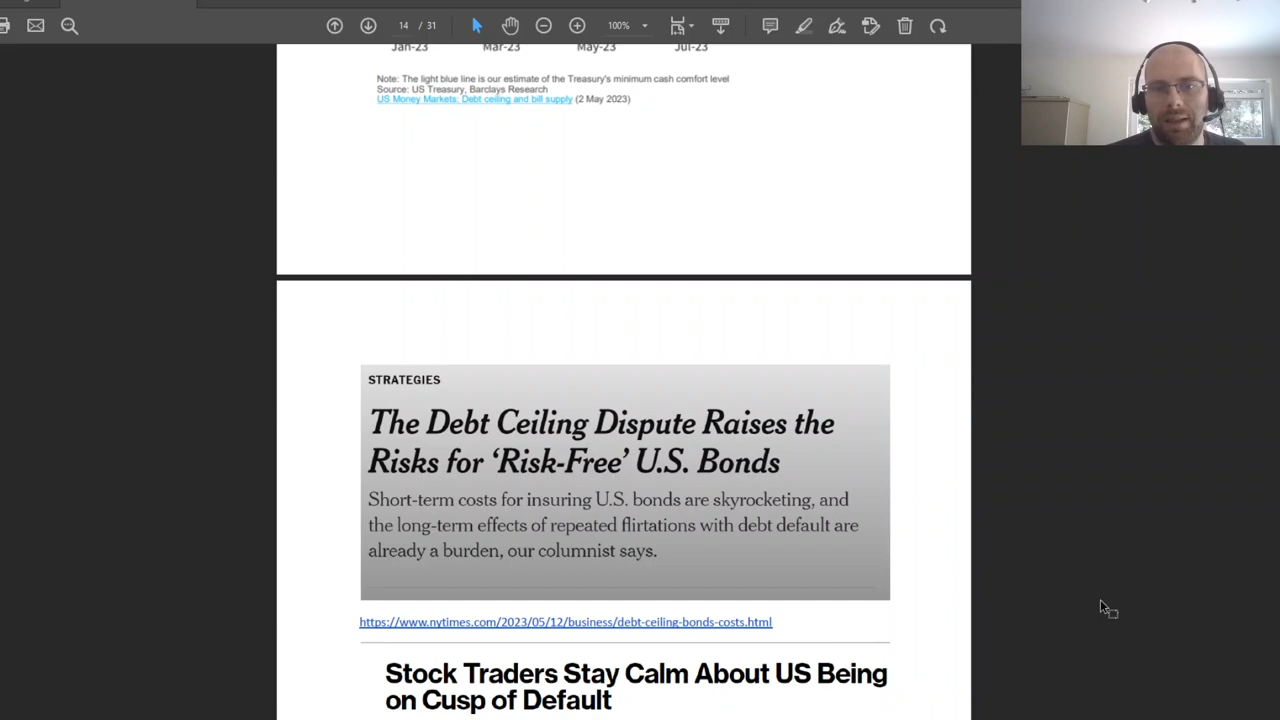 14 / 31
100%
Jan-23 Mar-23 May-23 Jul-23
Note: The light blue line is our estimate of the Treasury's minimum cash comfort level
Source: US Treasury, Barclays Research
US Money Markets: Debt ceiling and bill supply (2 May 2023)
STRATEGIES
The Debt Ceiling Dispute Raises the
Risks for ‘Risk-Free’ U.S. Bonds
Short-term costs for insuring U.S. bonds are skyrocketing, and
the long-term effects of repeated flirtations with debt default are
already a burden, our columnist says.
https://www.nytimes.com/2023/05/12/business/debt-ceiling-bonds-costs.html
Stock Traders Stay Calm About US Being
on Cusp of Default